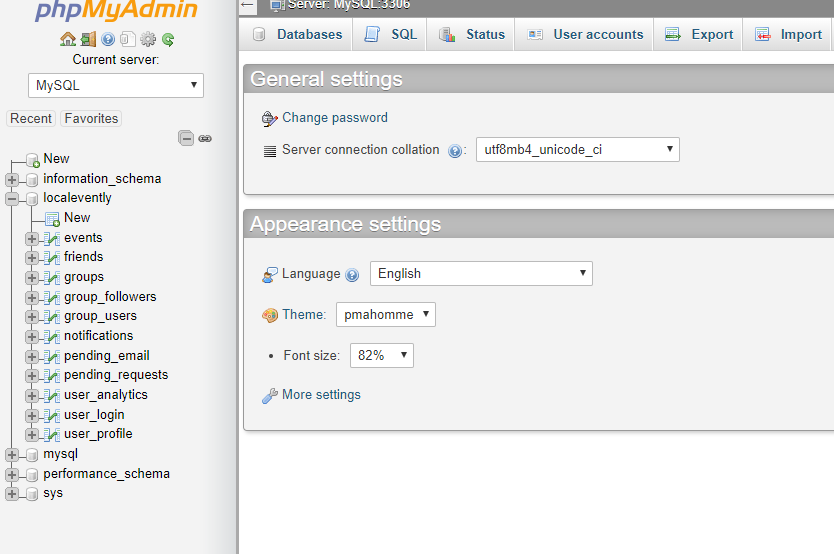 phpMyAdmin
Current server:
MySQL
Recent Favorites
New
information_schema
localevently
New
events
friends
groups
group_followers
group_users
notifications
pending_email
pending_requests
user_analytics
user_login
user_profile
mysql
performance_schema
sys
Server: MySQL:3306
Databases SQL Status User accounts Export Import
General settings
Change password
Server connection collation : utf8mb4_unicode_ci
Appearance settings
Language English
Theme: pmahomme
• Font size: 82%
More settings